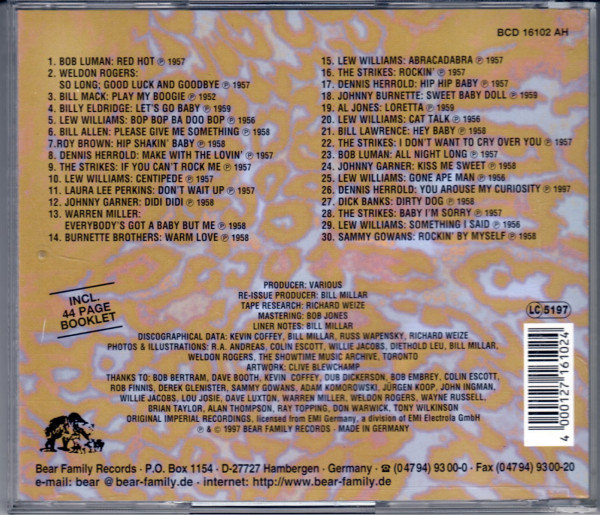 BCD 16102 AH
1. BOB LUMAN: RED HOT ℗ 1957
2. WELDON ROGERS:
SO LONG; GOOD LUCK AND GOODBYE ℗ 1957
3. BILL MACK: PLAY MY BOOGIE ℗ 1952
4. BILLY ELDRIDGE: LET'S GO BABY ℗ 1959
5. LEW WILLIAMS: BOP BOP BA DOO BOP ℗ 1956
6. BILL ALLEN: PLEASE GIVE ME SOMETHING ℗ 1958
7.ROY BROWN: HIP SHAKIN' BABY ℗ 1958
8. DENNIS HERROLD: MAKE WITH THE LOVIN' ℗ 1957
9. THE STRIKES: IF YOU CAN'T ROCK ME ℗ 1957
10. LEW WILLIAMS: CENTIPEDE ℗ 1957
11. LAURA LEE PERKINS: DON'T WAIT UP ℗ 1957
12. JOHNNY GARNER: DIDI DIDI ℗ 1958
13. WARREN MILLER:
EVERYBODY'S GOT A BABY BUT ME ℗ 1958
14. BURNETTE BROTHERS: WARM LOVE ℗ 1958
15. LEW WILLIAMS: ABRACADABRA ℗ 1957
16. THE STRIKES: ROCKIN' ℗ 1957
17. DENNIS HERROLD: HIP HIP BABY ℗ 1957
18. JOHNNY BURNETTE: SWEET BABY DOLL ℗ 1959
19. AL JONES: LORETTA ℗ 1959
20. LEW WILLIAMS: CAT TALK ℗ 1956
21. BILL LAWRENCE: HEY BABY ℗ 1958
22. THE STRIKES: I DON'T WANT TO CRY OVER YOU ℗ 1957
23. BOB LUMAN: ALL NIGHT LONG ℗ 1957
24. JOHNNY GARNER: KISS ME SWEET ℗ 1958
25. LEW WILLIAMS: GONE APE MAN ℗ 1956
26. DENNIS HERROLD: YOU AROUSE MY CURIOSITY ℗ 1997
27. DICK BANKS: DIRTY DOG ℗ 1958
28. THE STRIKES: BABY I'M SORRY ℗ 1957
29. LEW WILLIAMS: SOMETHING I SAID ℗ 1956
30. SAMMY GOWANS: ROCKIN' BY MYSELF ℗ 1958
INCL.
44 PAGE
BOOKLET
PRODUCER: VARIOUS
RE-ISSUE PRODUCER: BILL MILLAR
TAPE RESEARCH: RICHARD WEIZE
MASTERING: BOB JONES
LINER NOTES: BILL MILLAR
DISCOGRAPHICAL DATA: KEVIN COFFEY, BILL MILLAR, RUSS WAPENSKY, RICHARD WEIZE
PHOTOS & ILLUSTRATIONS: R.A. ANDREAS, COLIN ESCOTT, WILLIE JACOBS, DIETHOLD LEU, BILL MILLAR,
WELDON ROGERS, THE SHOWTIME MUSIC ARCHIVE, TORONTO
ARTWORK: CLIVE BLEWCHAMP
THANKS TO: BOB BERTRAM, DAVE BOOTH, KEVIN COFFEY, DUB DICKERSON, BOB EMBREY, COLIN ESCOTT,
ROB FINNIS, DEREK GLENISTER, SAMMY GOWANS, ADAM KOMOROWSKI, JÜRGEN KOOP, JOHN INGMAN,
WILLIE JACOBS, LOU JOSIE, DAVE LUXTON, WARREN MILLER, WELDON ROGERS, WAYNE RUSSELL,
BRIAN TAYLOR, ALAN THOMPSON, RAY TOPPING, DON WARWICK, TONY WILKINSON
ORIGINAL IMPERIAL RECORDINGS, licensed from EMI Germany, a division of EMI Electrola GmbH
℗ & © 1997 BEAR FAMILY RECORDS - MADE IN GERMANY
LC 5197
4 000127 161024
Bear Family Records · P.O. Box 1154 · D-27727 Hambergen · Germany · ☎ (0 47 94) 93 00-0 · Fax (0 47 94) 93 00-20
e-mail: bear @ bear-family.de · internet: http://www.bear-family.de